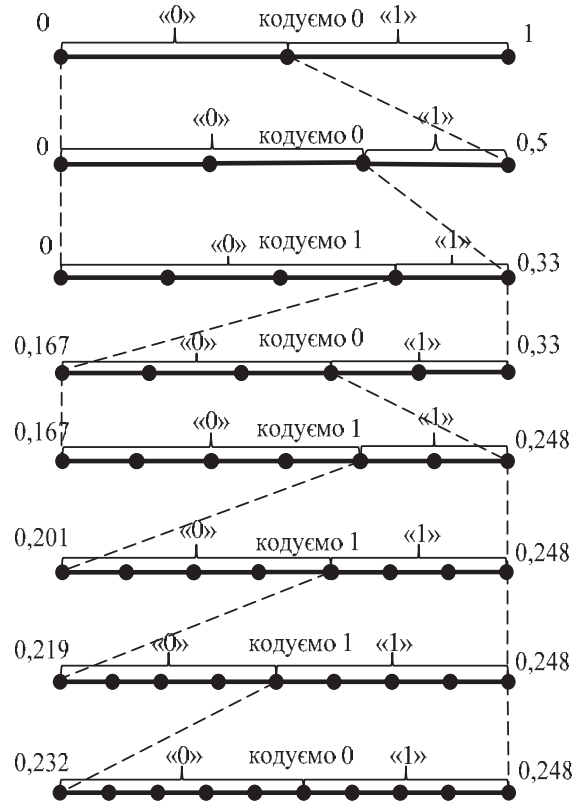 0 «0» кодуємо 0 «1» 1
0 «0» кодуємо 0 «1» 0,5
0 «0» кодуємо 1 «1» 0,33
0,167 «0» кодуємо 0 «1» 0,33
0,167 «0» кодуємо 1 «1» 0,248
0,201 «0» кодуємо 1 «1» 0,248
0,219 «0» кодуємо 1 «1» 0,248
0,232 «0» кодуємо 0 «1» 0,248